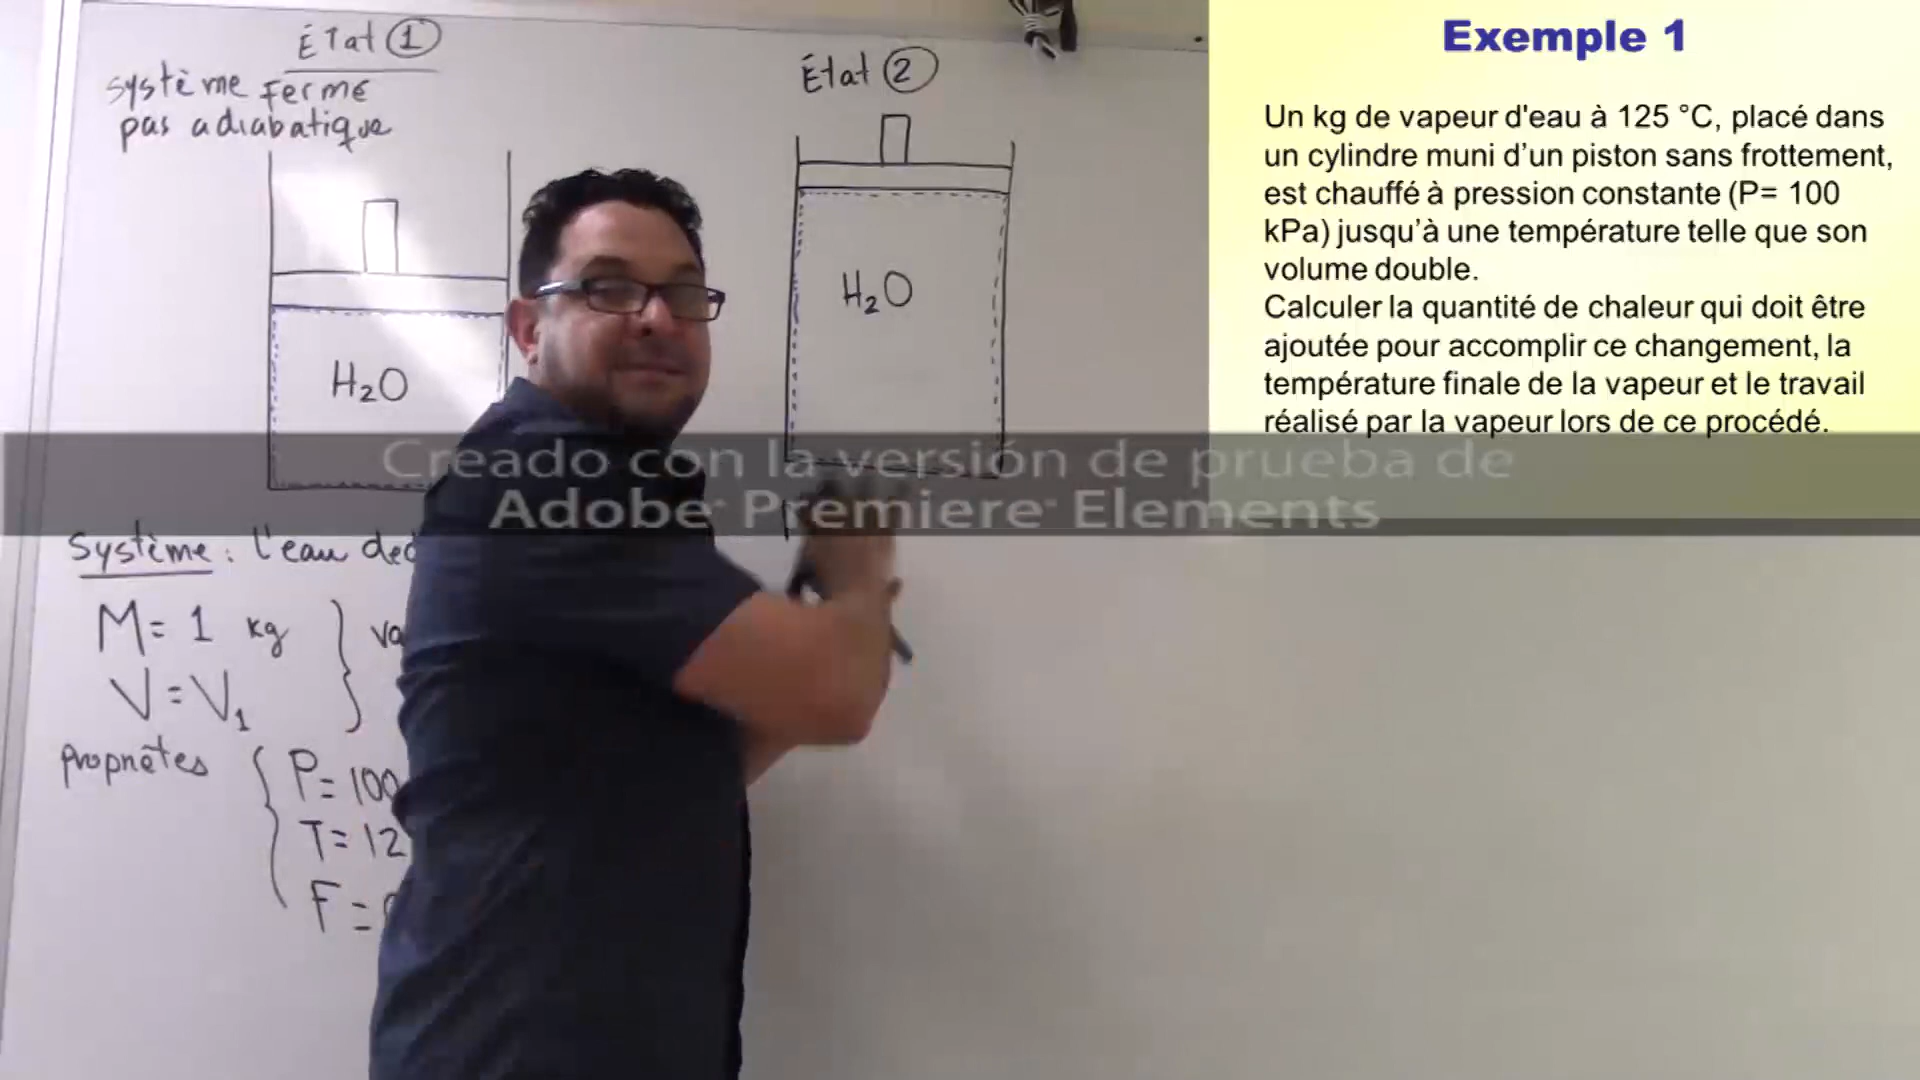 État 1
système fermé
pas adiabatique
H₂O
État 2
H₂O
Système : l'eau
M = 1 kg
V = V₁
propriétes
P = 100
T = 12
F =
Exemple 1
Un kg de vapeur d'eau à 125 °C, placé dans
un cylindre muni d’un piston sans frottement,
est chauffé à pression constante (P= 100
kPa) jusqu’à une température telle que son
volume double.
Calculer la quantité de chaleur qui doit être
ajoutée pour accomplir ce changement, la
température finale de la vapeur et le travail
réalisé par la vapeur lors de ce procédé.
Creado con la versión de prueba de
Adobe Premiere Elements